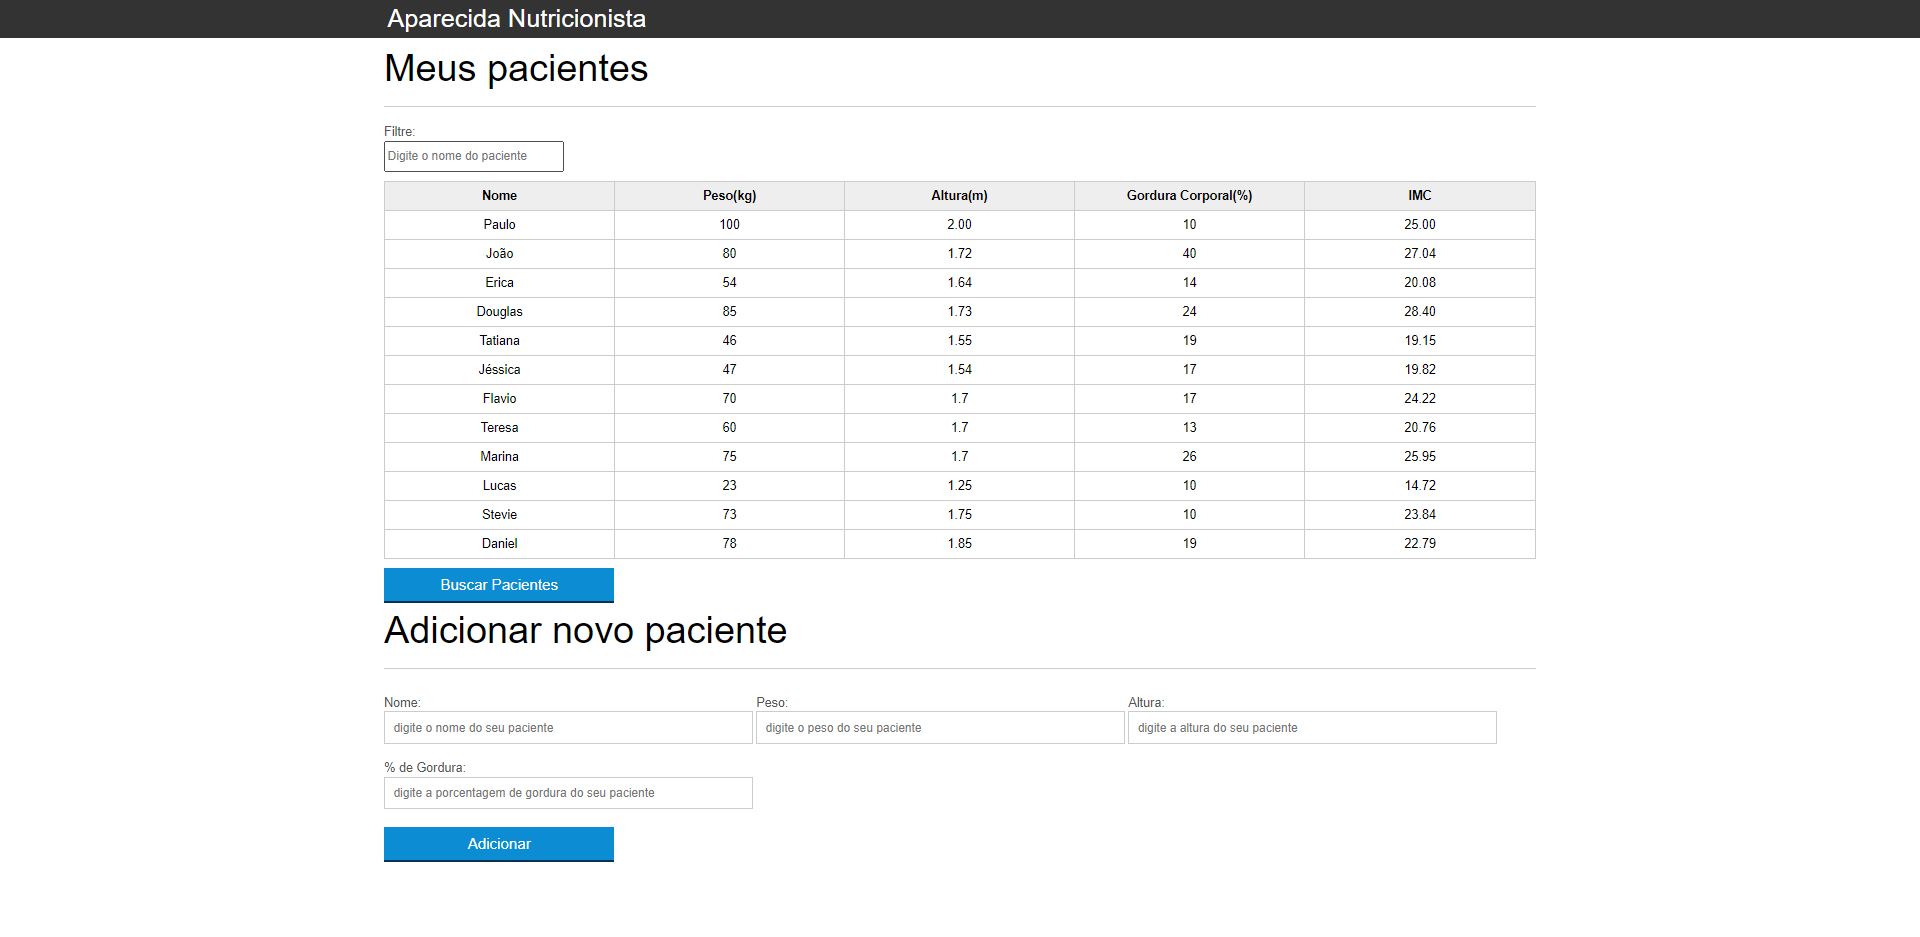 Aparecida Nutricionista
Meus pacientes
Filtre:
Digite o nome do paciente
Nome Peso(kg) Altura(m) Gordura Corporal(%) IMC
Paulo 100 2.00 10 25.00
João 80 1.72 40 27.04
Erica 54 1.64 14 20.08
Douglas 85 1.73 24 28.40
Tatiana 46 1.55 19 19.15
Jéssica 47 1.54 17 19.82
Flavio 70 1.7 17 24.22
Teresa 60 1.7 13 20.76
Marina 75 1.7 26 25.95
Lucas 23 1.25 10 14.72
Stevie 73 1.75 10 23.84
Daniel 78 1.85 19 22.79
Buscar Pacientes
Adicionar novo paciente
Nome: Peso: Altura:
digite o nome do seu paciente digite o peso do seu paciente digite a altura do seu paciente
% de Gordura:
digite a porcentagem de gordura do seu paciente
Adicionar